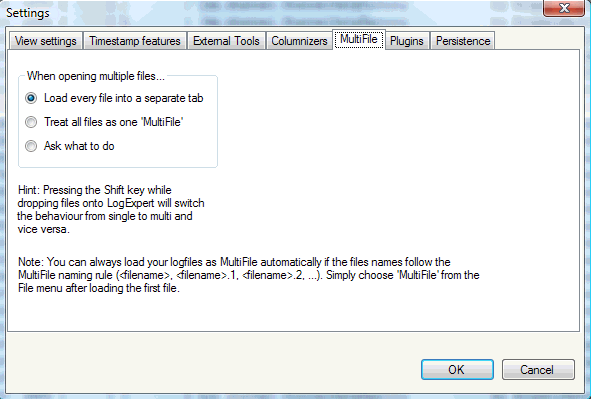 Settings
View settings
Timestamp features
External Tools
Columnizers
MultiFile
Plugins
Persistence
When opening multiple files...
Load every file into a separate tab
Treat all files as one 'MultiFile'
Ask what to do
Hint: Pressing the Shift key while
dropping files onto LogExpert will switch
the behaviour from single to multi and
vice versa.
Note: You can always load your logfiles as MultiFile automatically if the files names follow the
MultiFile naming rule (<filename>, <filename>.1, <filename>.2, ...). Simply choose 'MultiFile' from the
File menu after loading the first file.
OK
Cancel